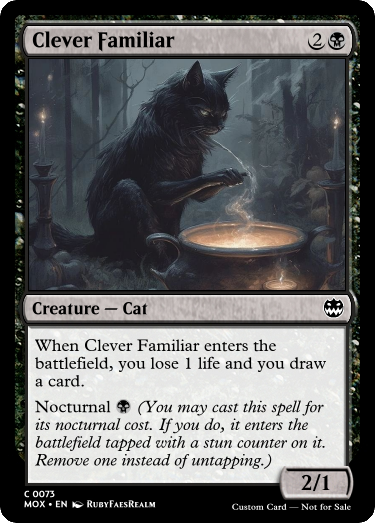 Clever Familiar 2
Creature — Cat
When Clever Familiar enters the
battlefield, you lose 1 life and you draw
a card.
Nocturnal (You may cast this spell for
its nocturnal cost. If you do, it enters the
battlefield tapped with a stun counter on it.
Remove one instead of untapping.)
2/1
C 0073
MOX • EN RubyFaesRealm
Custom Card — Not for Sale